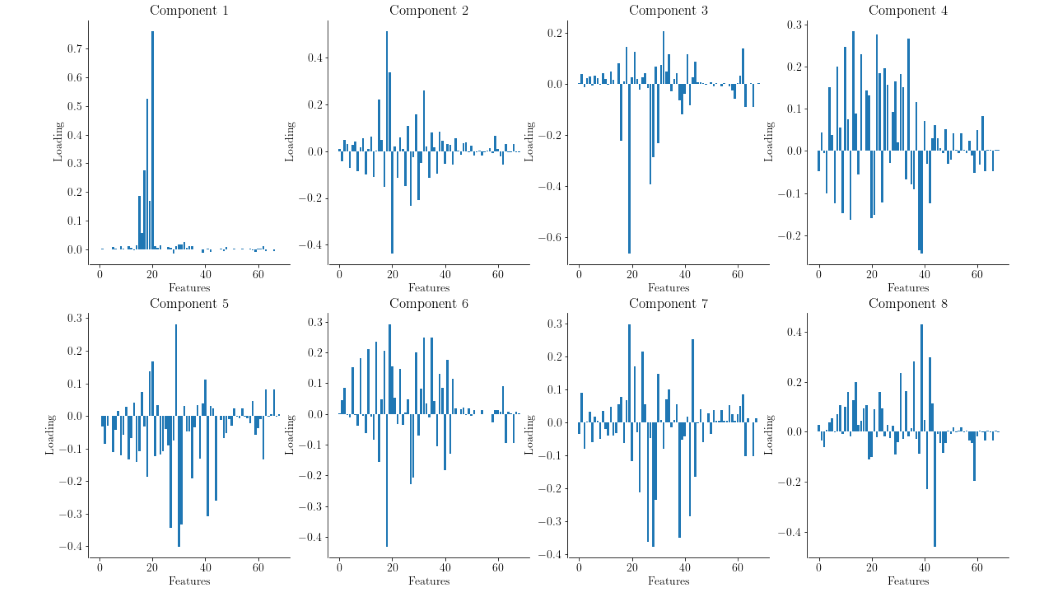 Component 1
Component 2
Component 3
Component 4
0.7
0.6
0.5
0.4
0.3
0.2
0.1
0.0
Loading
0 20 40 60
Features
0.4
0.2
0.0
−0.2
−0.4
Loading
0 20 40 60
Features
0.2
0.0
−0.2
−0.4
−0.6
Loading
0 20 40 60
Features
0.3
0.2
0.1
0.0
−0.1
−0.2
Loading
0 20 40 60
Features
Component 5
Component 6
Component 7
Component 8
0.3
0.2
0.1
0.0
−0.1
−0.2
−0.3
−0.4
Loading
0 20 40 60
Features
0.3
0.2
0.1
0.0
−0.1
−0.2
−0.3
−0.4
Loading
0 20 40 60
Features
0.3
0.2
0.1
0.0
−0.1
−0.2
−0.3
−0.4
Loading
0 20 40 60
Features
0.4
0.2
0.0
−0.2
−0.4
Loading
0 20 40 60
Features